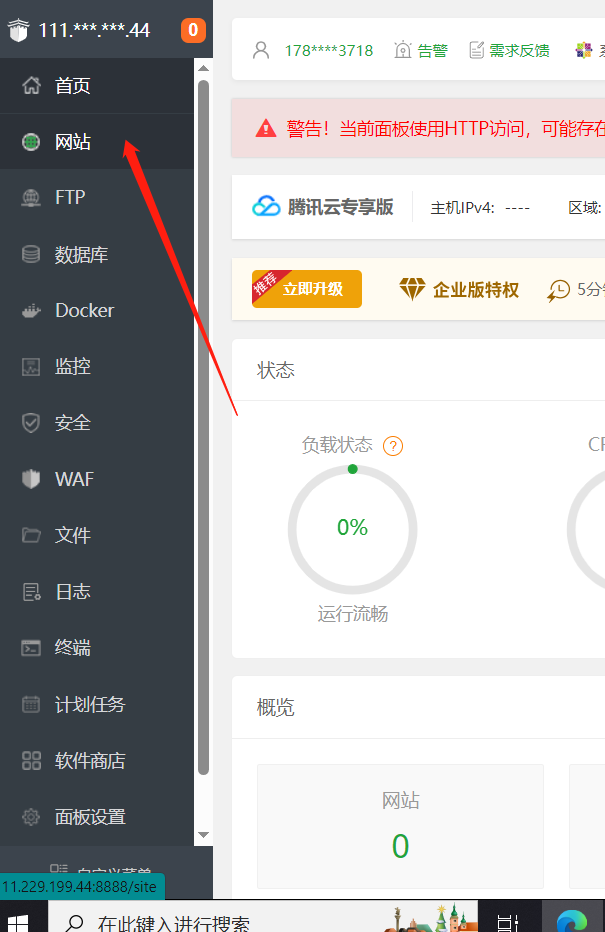 111.***.***.44 0
首页
网站
FTP
数据库
Docker
监控
安全
WAF
文件
日志
终端
计划任务
软件商店
面板设置
自定义菜单
11.229.199.44:8888/site
在此键入进行搜索
178****3718 告警 需求反馈
警告！当前面板使用HTTP访问，可能存在
腾讯云专享版 主机IPv4: ---- 区域:
推荐 立即升级 企业版特权 5分钟
状态
负载状态 ?
0%
运行流畅
概览
网站
0